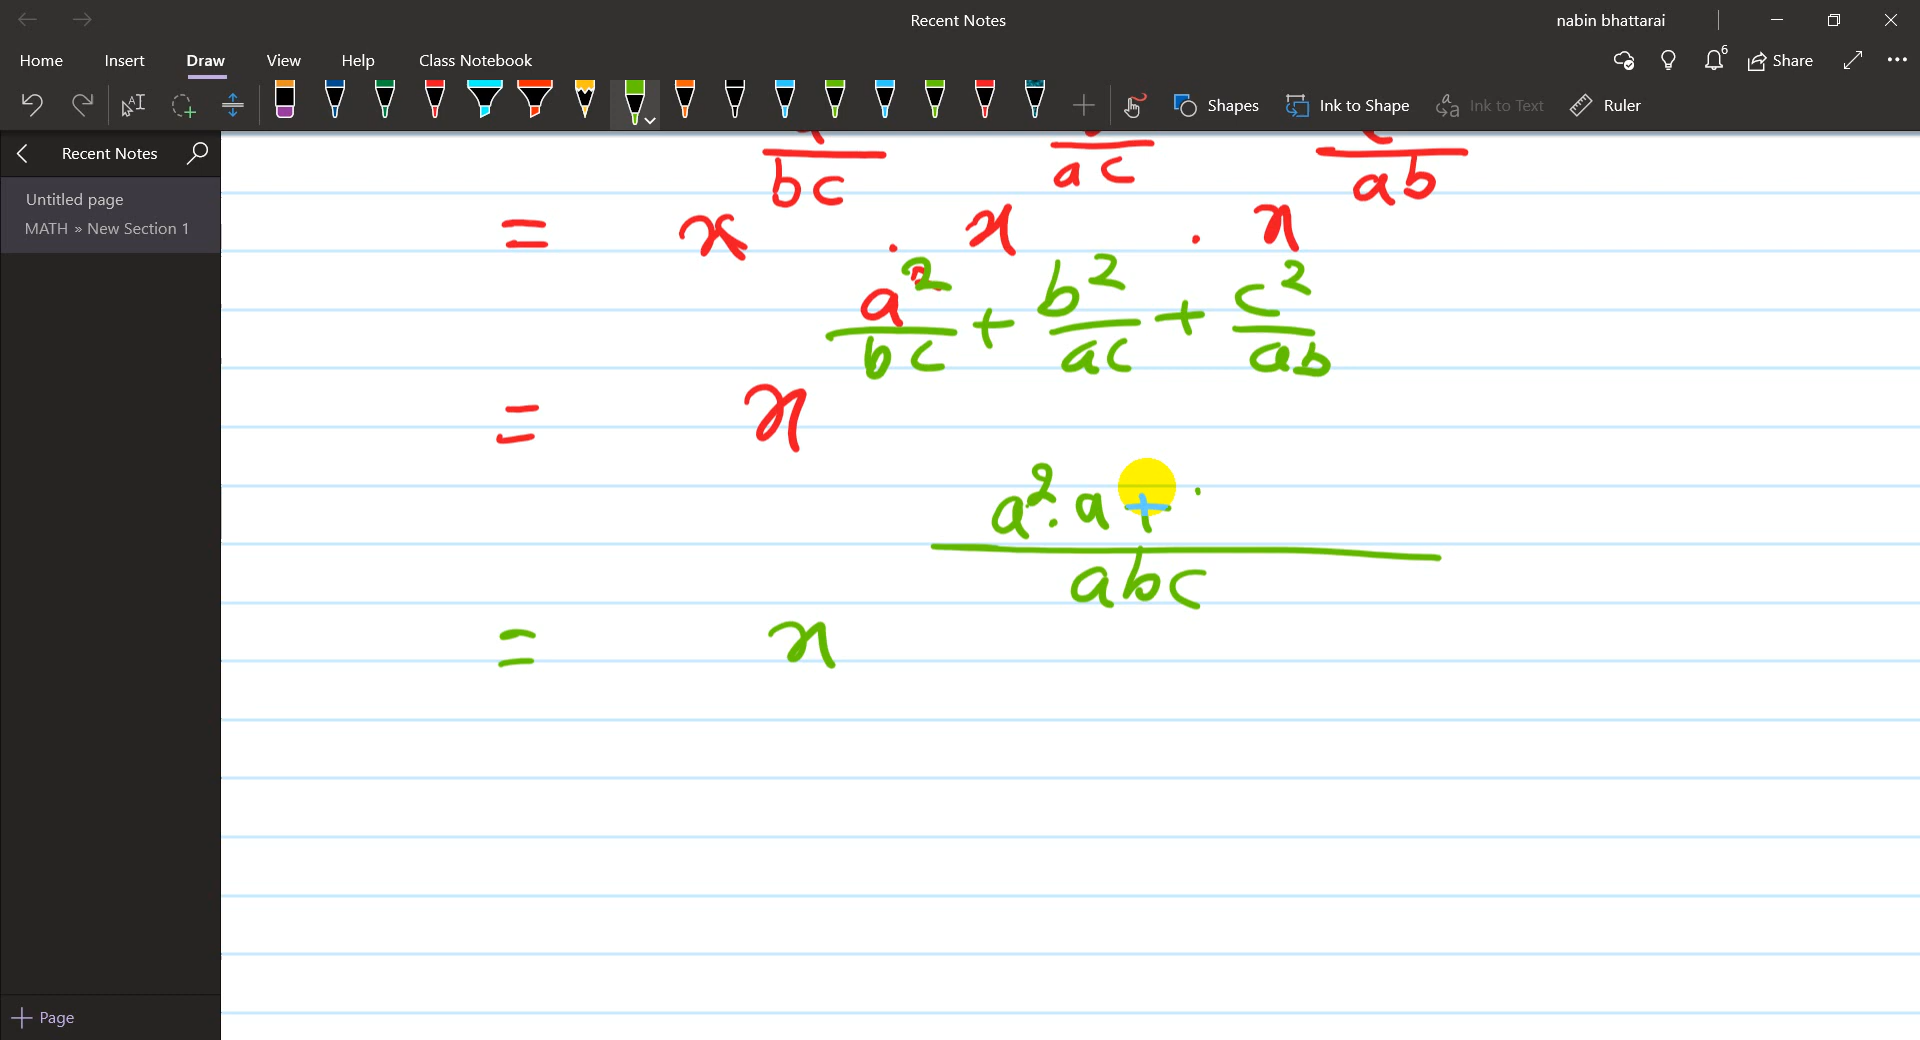 Recent Notes
nabin bhattarai
Home Insert Draw View Help Class Notebook
6
Share
Shapes Ink to Shape Ink to Text Ruler
Recent Notes
Untitled page
MATH » New Section 1
bc ac ab
= x . x . x
a² + b² + c²
bc ac ab
= x
a² . a + .
abc
= x
Page